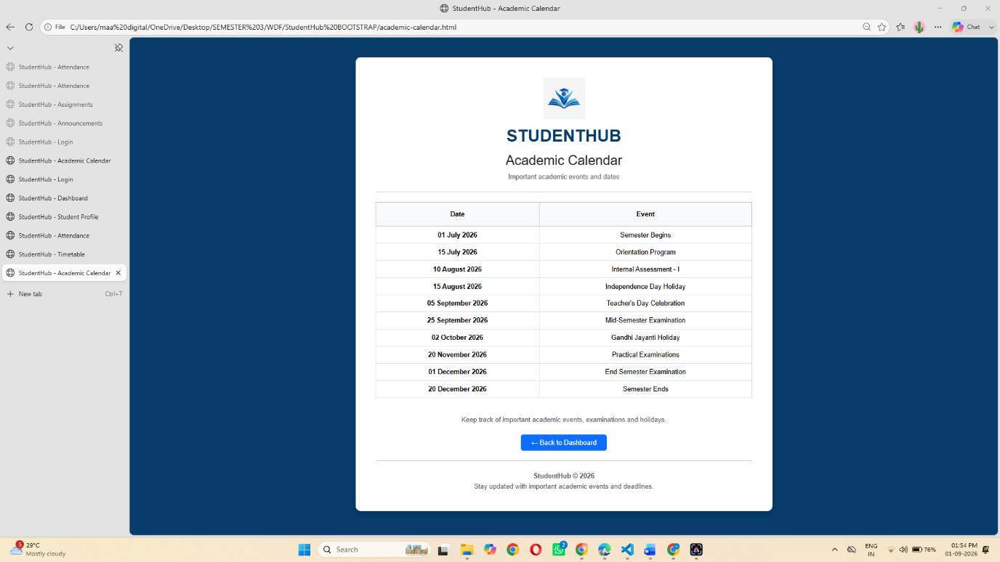 StudentHub - Academic Calendar
File C:/Users/maa%20digital/OneDrive/Desktop/SEMESTER%203/WDF/StudentHub%20BOOTSTRAP/academic-calendar.html
Chat
StudentHub - Attendance
StudentHub - Attendance
StudentHub - Assignments
StudentHub - Announcements
StudentHub - Login
StudentHub - Academic Calendar
StudentHub - Login
StudentHub - Dashboard
StudentHub - Student Profile
StudentHub - Attendance
StudentHub - Timetable
StudentHub - Academic Calendar
New tab Ctrl+T
STUDENTHUB
Academic Calendar
Important academic events and dates
Date Event
01 July 2026 Semester Begins
15 July 2026 Orientation Program
10 August 2026 Internal Assessment - I
15 August 2026 Independence Day Holiday
05 September 2026 Teacher's Day Celebration
25 September 2026 Mid-Semester Examination
02 October 2026 Gandhi Jayanti Holiday
20 November 2026 Practical Examinations
01 December 2026 End Semester Examination
20 December 2026 Semester Ends
Keep track of important academic events, examinations and holidays.
← Back to Dashboard
StudentHub © 2026
Stay updated with important academic events and deadlines.
5
29°C
Mostly cloudy
Search
2
ENG
IN
76%
01:54 PM
01-09-2026